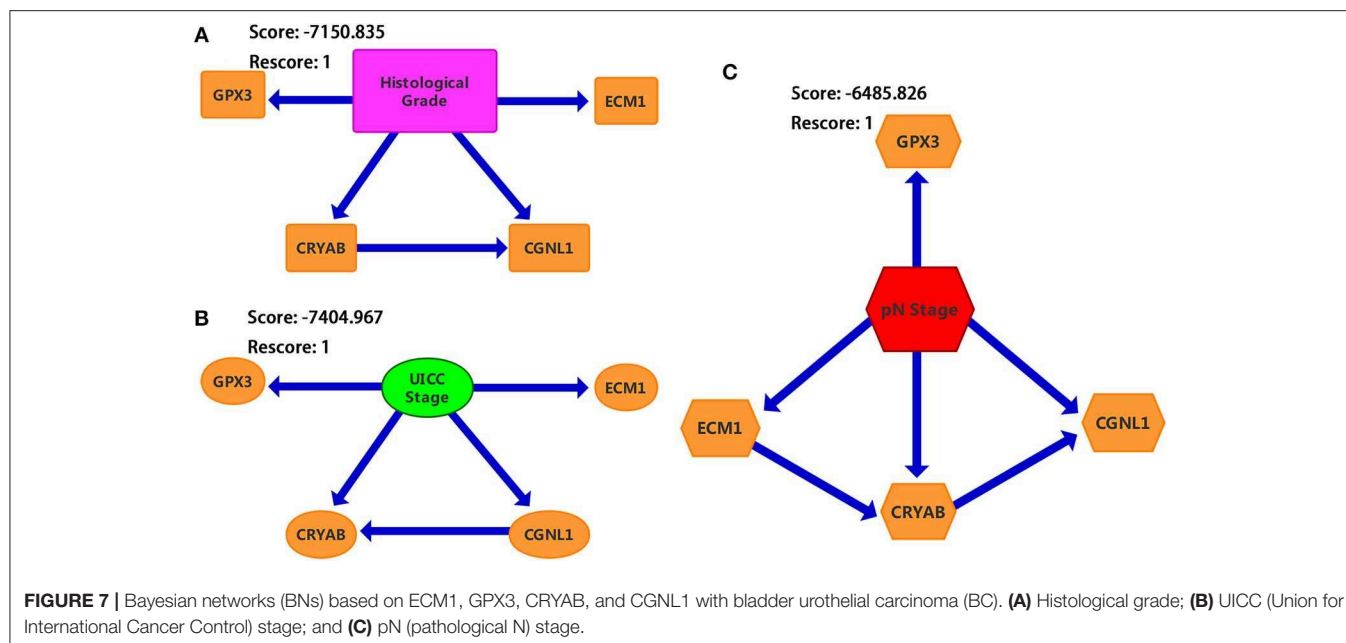 A
Score: -7150.835
Rescore: 1
GPX3
Histological
Grade
ECM1
CRYAB
CGNL1
B
Score: -7404.967
Rescore: 1
GPX3
UICC
Stage
ECM1
CRYAB
CGNL1
C
Score: -6485.826
Rescore: 1
GPX3
pN Stage
ECM1
CGNL1
CRYAB
FIGURE 7 | Bayesian networks (BNs) based on ECM1, GPX3, CRYAB, and CGNL1 with bladder urothelial carcinoma (BC). (A) Histological grade; (B) UICC (Union for
International Cancer Control) stage; and (C) pN (pathological N) stage.